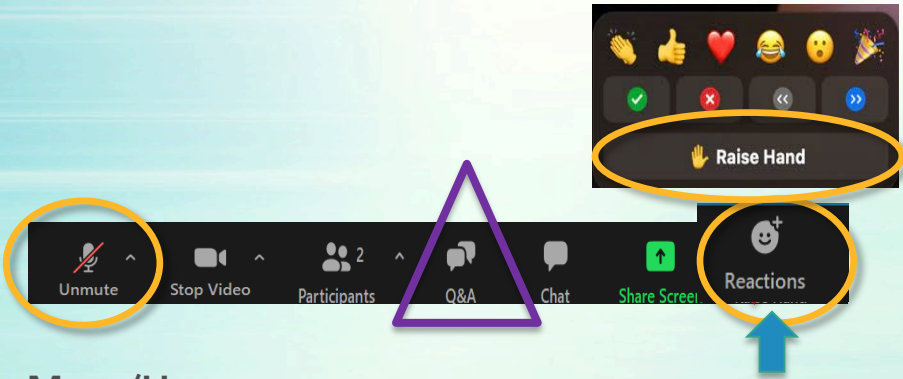 Raise Hand
Unmute
Stop Video
2
Participants
Q&A
Chat
Share Screen
Reactions